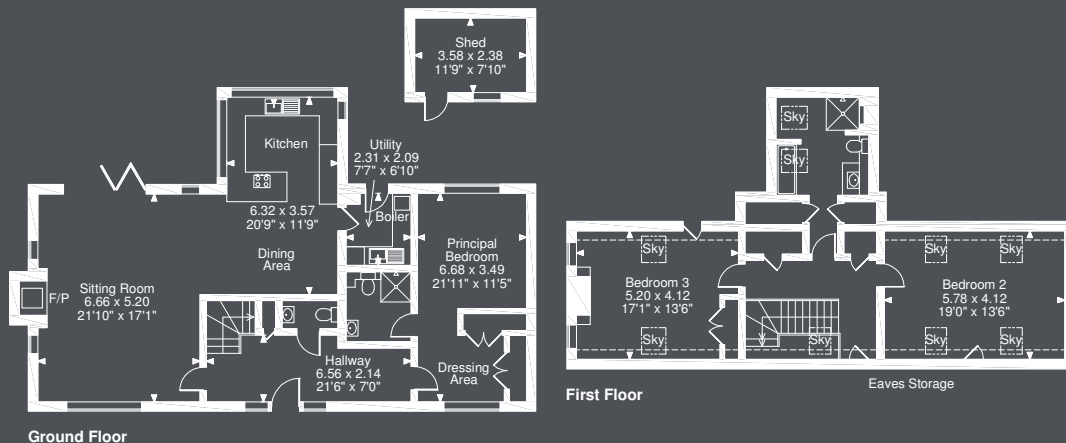 Shed
3.58 x 2.38
11'9" x 7'10"
Kitchen
Utility
2.31 x 2.09
7'7" x 6'10"
6.32 x 3.57
20'9" x 11'9"
Boiler
Dining
Area
Principal
Bedroom
6.68 x 3.49
21'11" x 11'5"
F/P
Sitting Room
6.66 x 5.20
21'10" x 17'1"
Hallway
6.56 x 2.14
21'6" x 7'0"
Dressing
Area
Ground Floor
Sky
Sky
Sky
Sky
Sky
Bedroom 3
5.20 x 4.12
17'1" x 13'6"
Bedroom 2
5.78 x 4.12
19'0" x 13'6"
Sky
Sky
Sky
Sky
Eaves Storage
First Floor